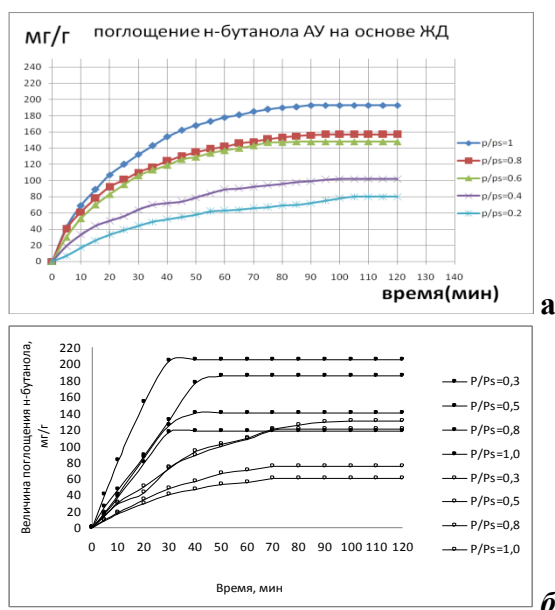 мг/г
поглощение н-бутанола АУ на основе ЖД
240
220
200
180
160
140
120
100
80
60
40
20
0
0 10 20 30 40 50 60 70 80 90 100 110 120 130 140
время(мин)
p/ps=1
p/ps=0.8
p/ps=0.6
p/ps=0.4
p/ps=0.2
а
Величина поглощения н-бутанола,
мг/г
220
200
180
160
140
120
100
80
60
40
20
0
0 10 20 30 40 50 60 70 80 90 100 110 120
Время, мин
P/Ps=0,3
P/Ps=0,5
P/Ps=0,8
P/Ps=1,0
P/Ps=0,3
P/Ps=0,5
P/Ps=0,8
P/Ps=1,0
б